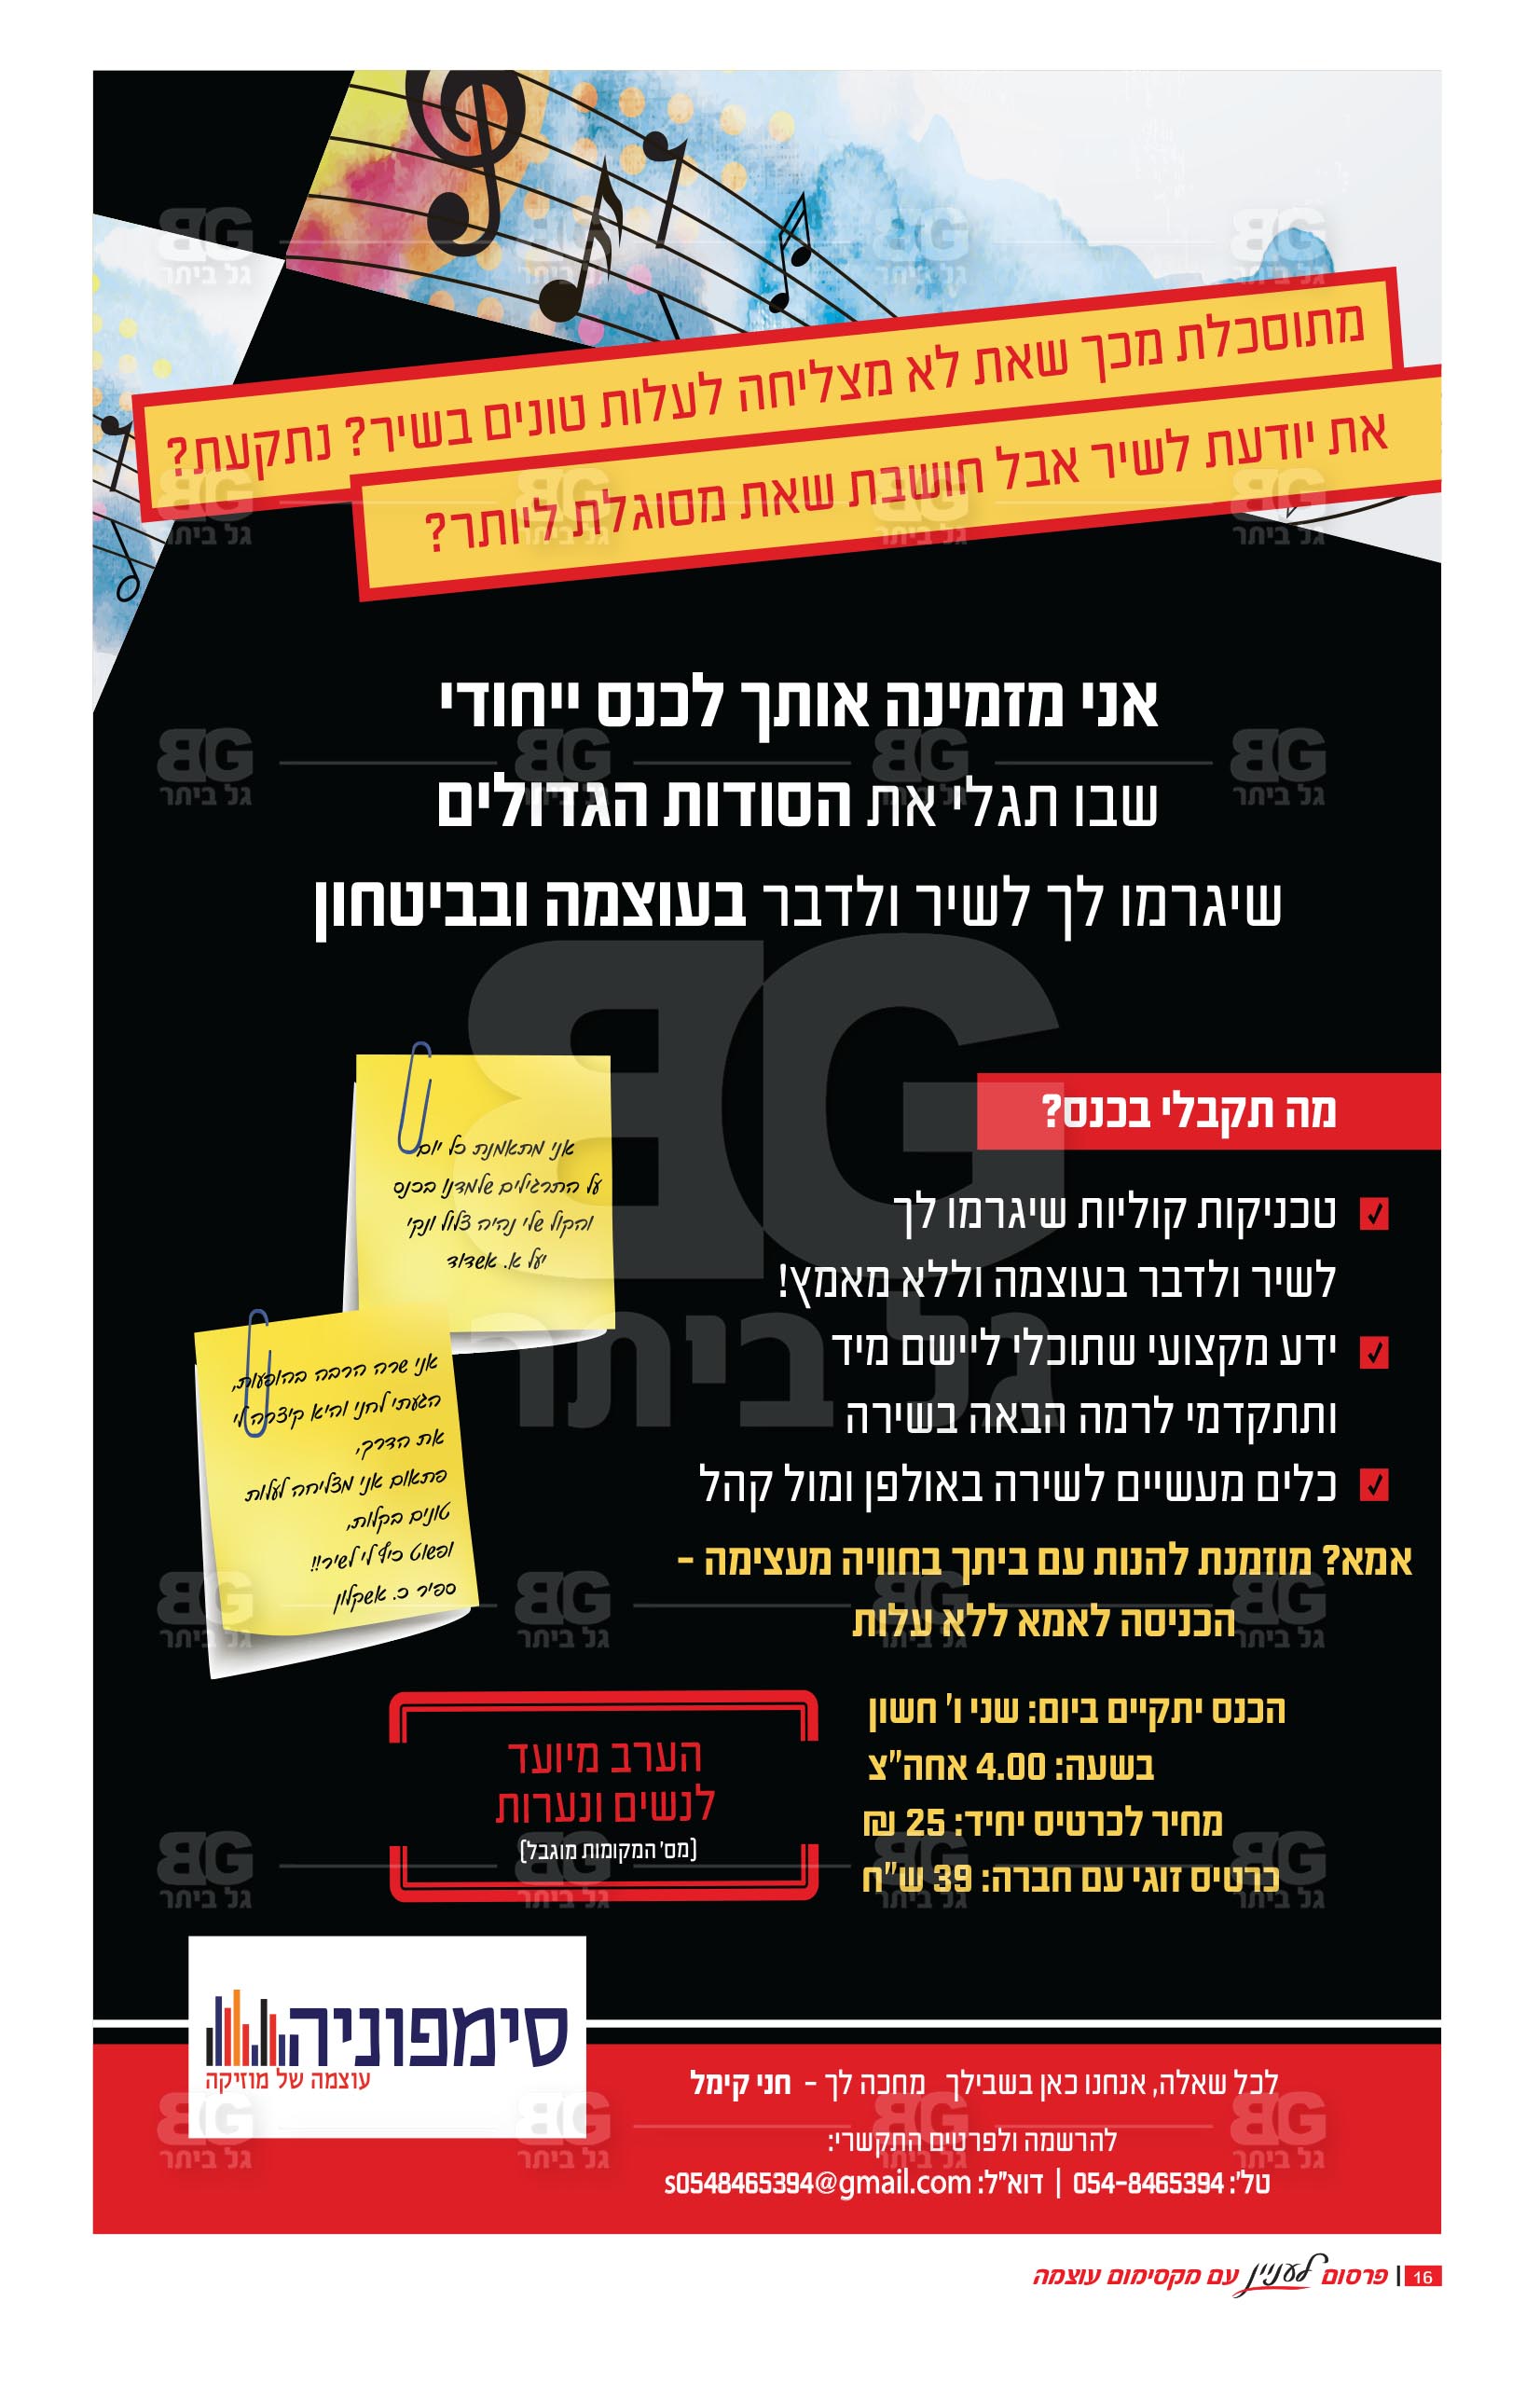 מתוסכלת מכך שאת לא מצליחה לעלות טונים בשיר? נתקעת?
את יודעת לשיר אבל חושבת שאת מסוגלת ליותר?
אני מזמינה אותך לכנס ייחודי
שבו תגלי את הסודות הגדולים
שיגרמו לך לשיר ולדבר בעוצמה ובביטחון
מה תקבלי בכנס?
טכניקות קוליות שיגרמו לך
לשיר ולדבר בעוצמה וללא מאמץ!
ידע מקצועי שתוכלי ליישם מיד
ותתקדמי לרמה הבאה בשירה
כלים מעשיים לשירה באולפן ומול קהל
אני מתאמנת כל יום
על התרגילים שלמדנו בכנס
והקול שלי נהיה צלול ונקי
יעל א. אשדוד
אני שרה הרבה בהופעות,
הגעתי לחני והיא קיצרה לי
את הדרך,
פתאום אני מצליחה לעלות
טונים בקלות,
ופשוט כיף לי לשיר!!
ספיר כ. אשקלון
אמא? מוזמנת להנות עם ביתך בחוויה מעצימה -
הכניסה לאמא ללא עלות
הכנס יתקיים ביום: שני ו' חשון
בשעה: 4.00 אחה"צ
מחיר לכרטיס יחיד: 25 ₪
כרטיס זוגי עם חברה: 39 ש"ח
הערב מיועד
לנשים ונערות
(מס' המקומות מוגבל)
סימפוניה
עוצמה של מוזיקה
לכל שאלה, אנחנו כאן בשבילך מחכה לך - חני קימל
להרשמה ולפרטים התקשרי:
טל': 054-8465394 | דוא"ל: s0548465394@gmail.com
16 | פרסום לעניין עם מקסימום עוצמה
BG
גל ביתר